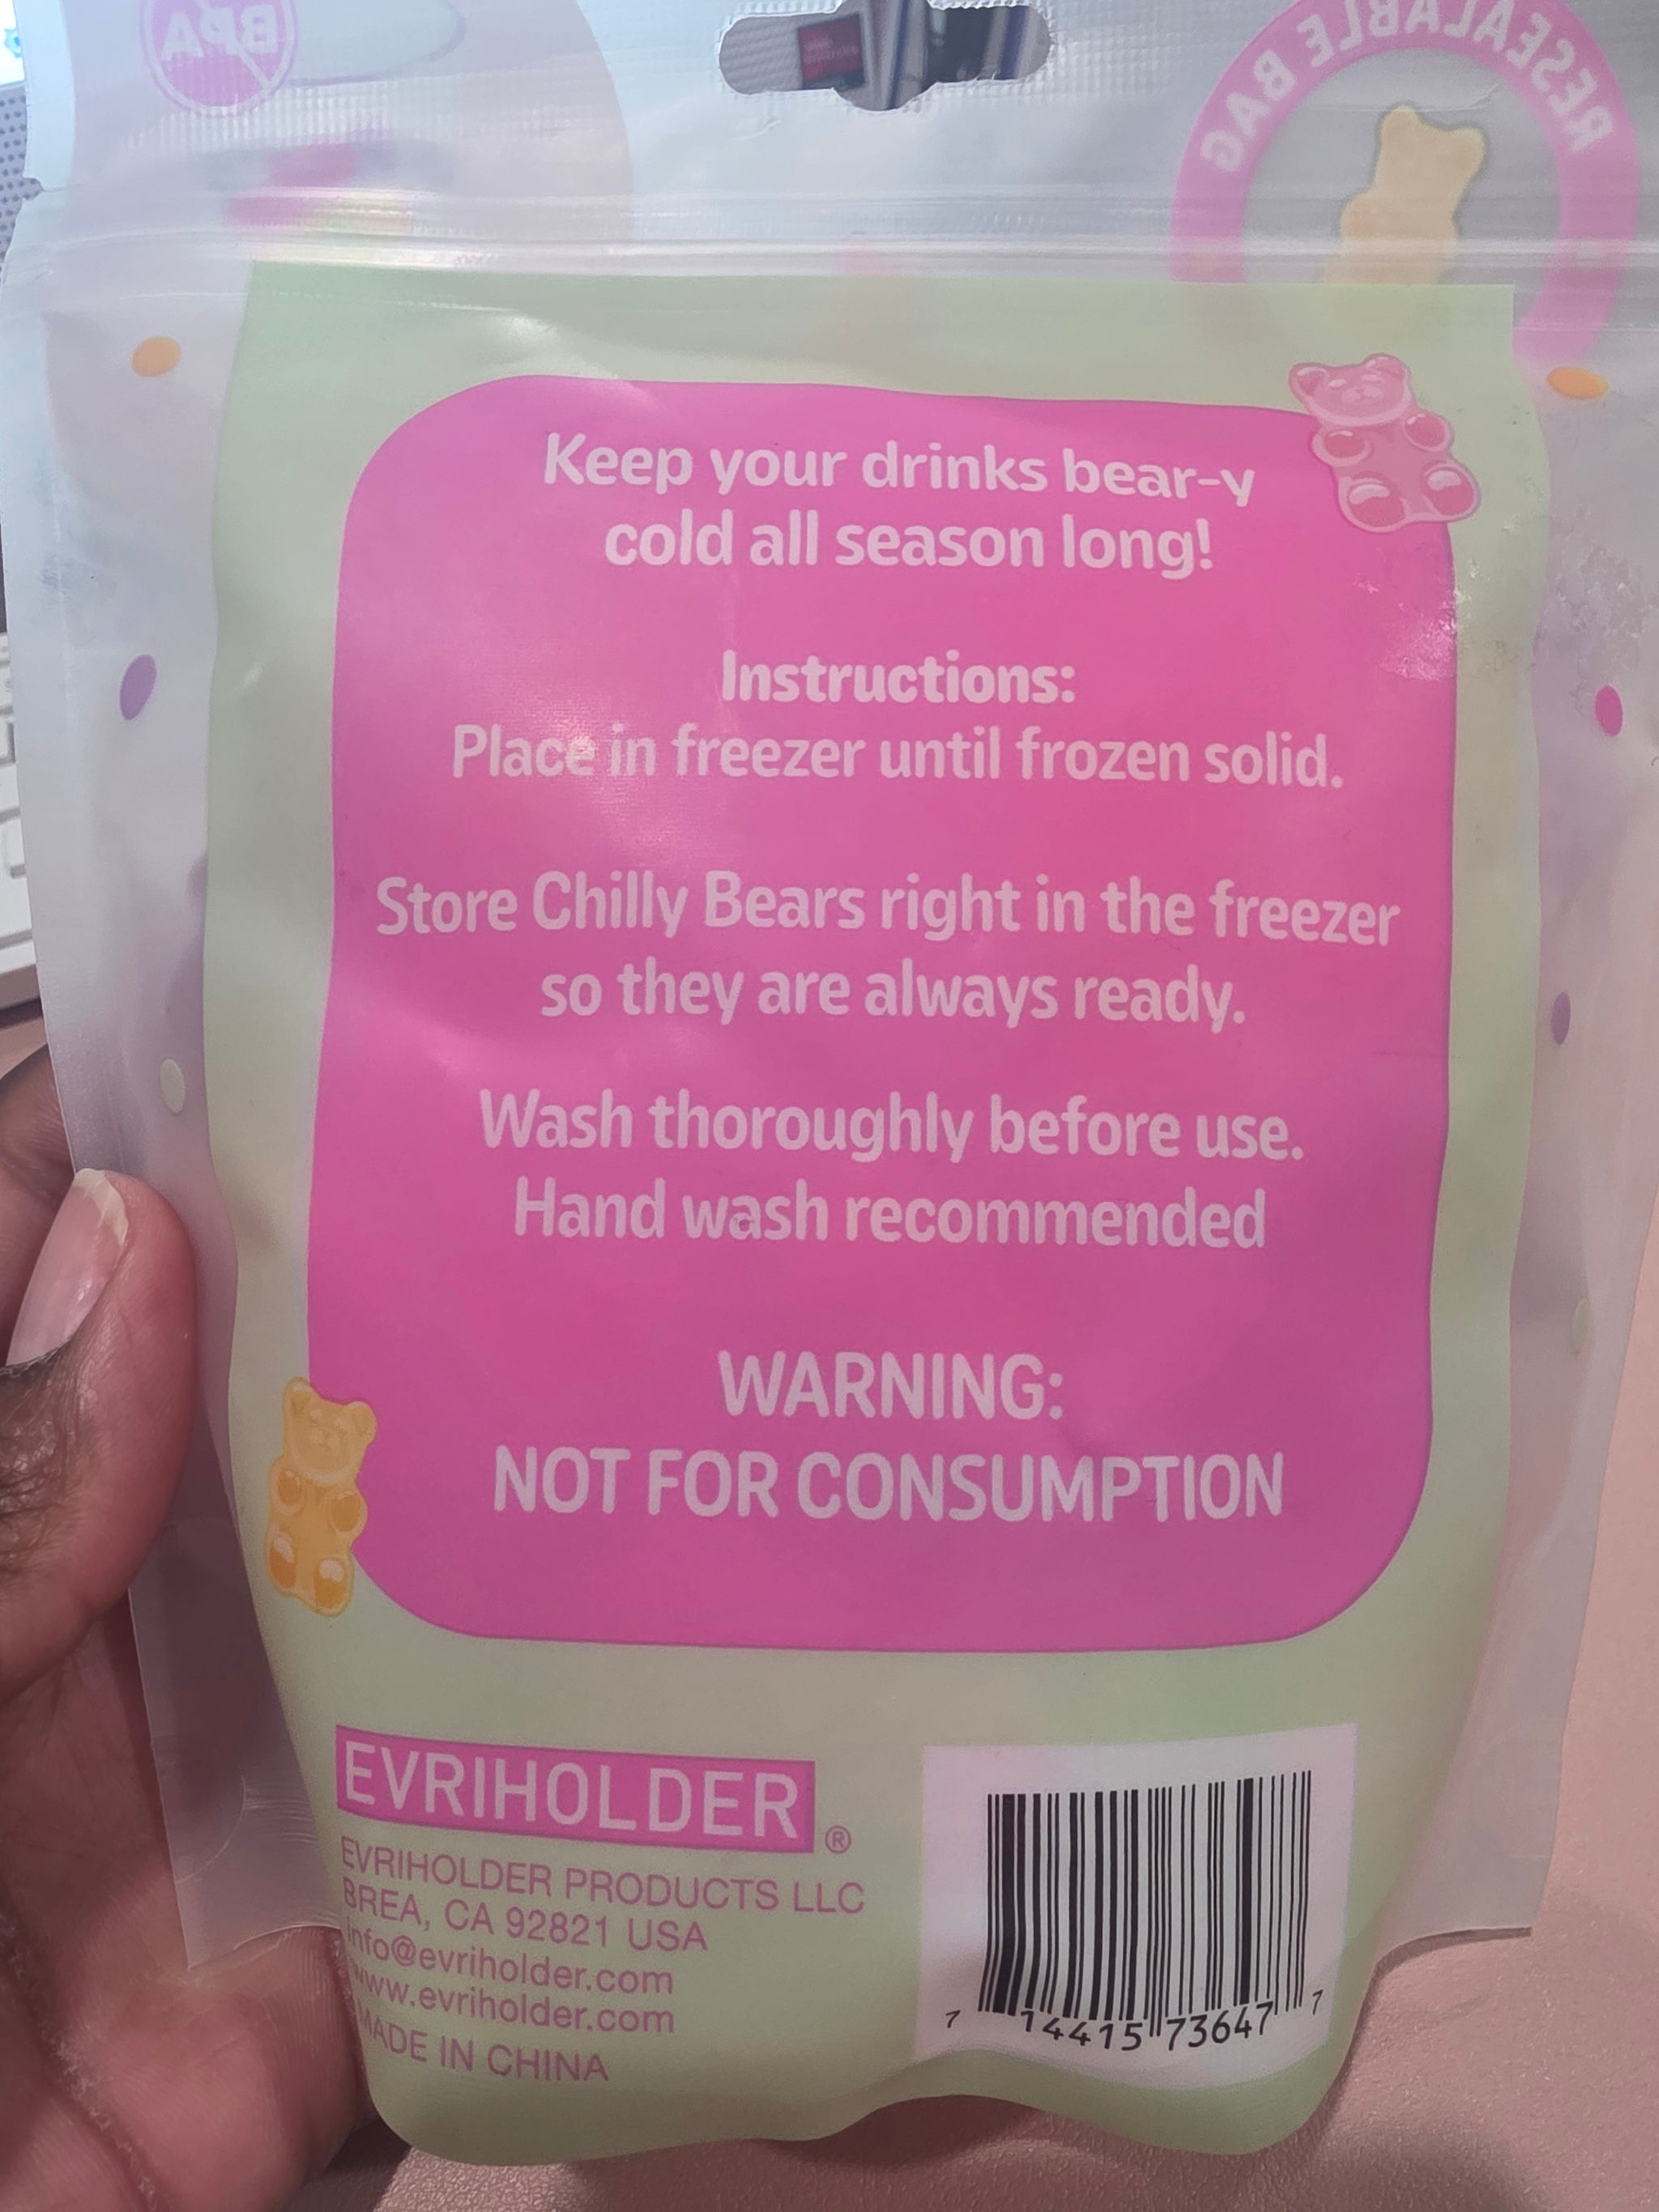 BPA
RESEALABLE BAG
Keep your drinks bear-y
cold all season long!
Instructions:
Place in freezer until frozen solid.
Store Chilly Bears right in the freezer
so they are always ready.
Wash thoroughly before use.
Hand wash recommended
WARNING:
NOT FOR CONSUMPTION
EVRIHOLDER®
EVRIHOLDER PRODUCTS LLC
BREA, CA 92821 USA
info@evriholder.com
www.evriholder.com
MADE IN CHINA
7 14415 73647 7